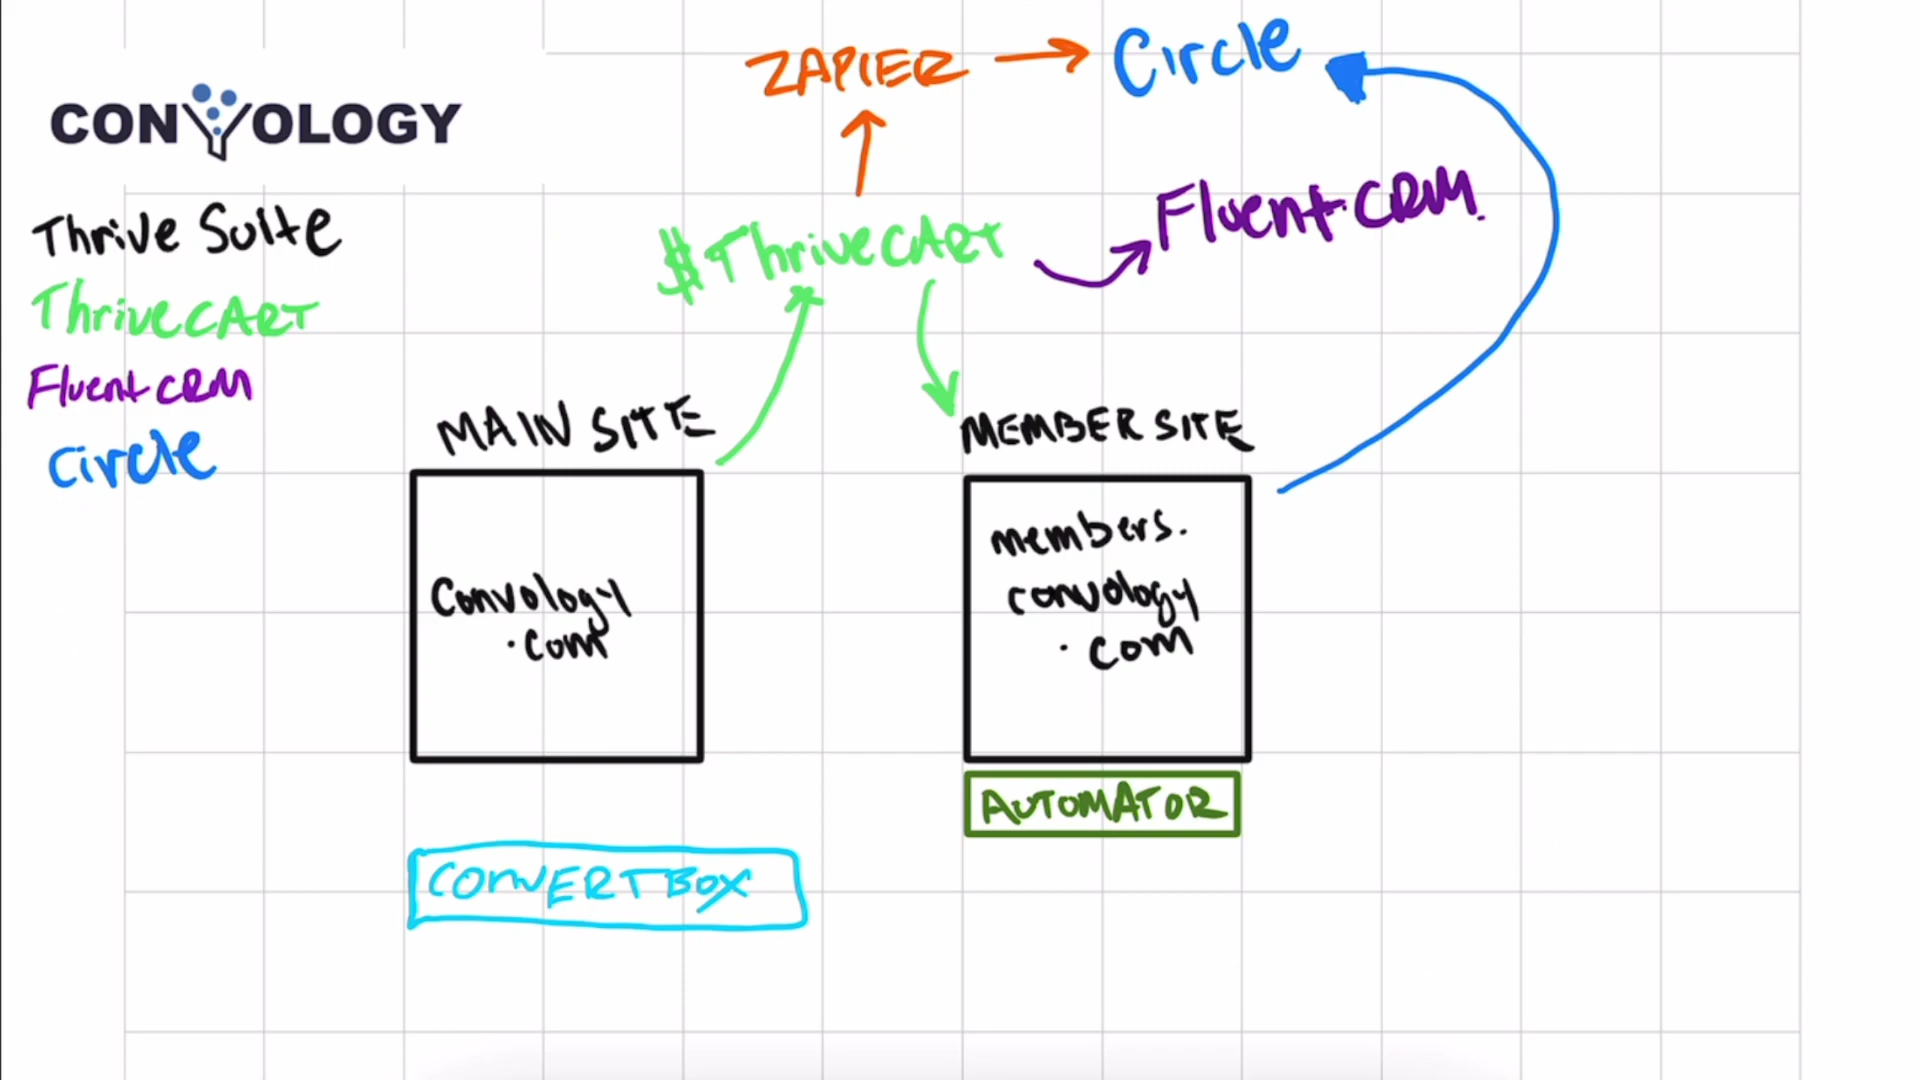 CONVOLOGY
Thrive Suite
ThriveCART
FluentCRM
Circle
ZAPIER
Circle
$ThriveCART
FluentCRM.
MAIN SITE
Convology
.com
MEMBER SITE
members.
convology
.com
AUTOMATOR
CONVERTBOX